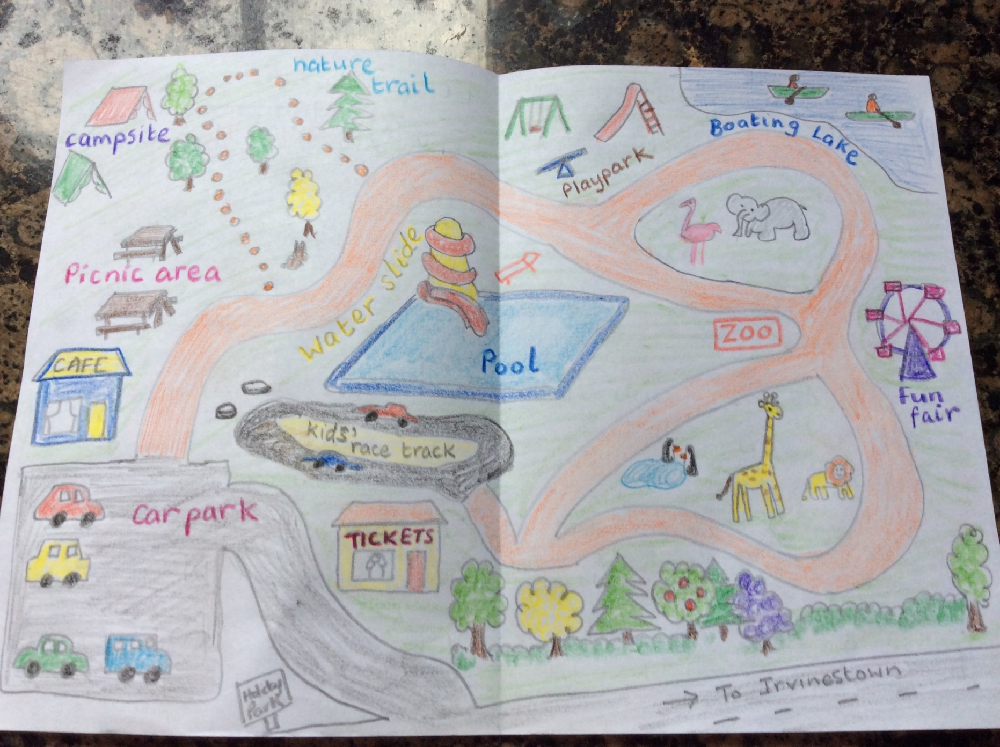 nature
trail
campsite
Boating Lake
Playpark
Water slide
Picnic area
ZOO
CAFE
Pool
Fun
fair
Kids'
race track
Car park
TICKETS
Holiday
Park
→ To Irvinestown